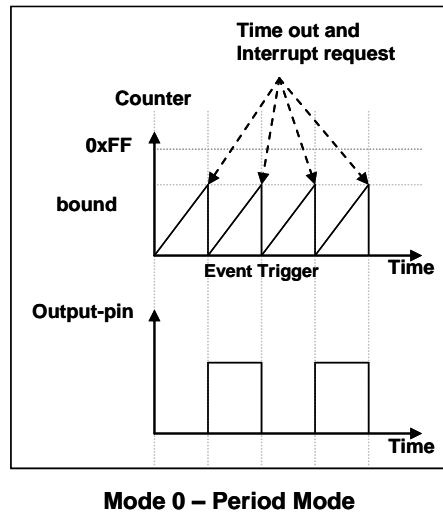 Time out and
Interrupt request
Counter
0xFF
bound
Event Trigger
Time
Output-pin
Time
Mode 0 – Period Mode